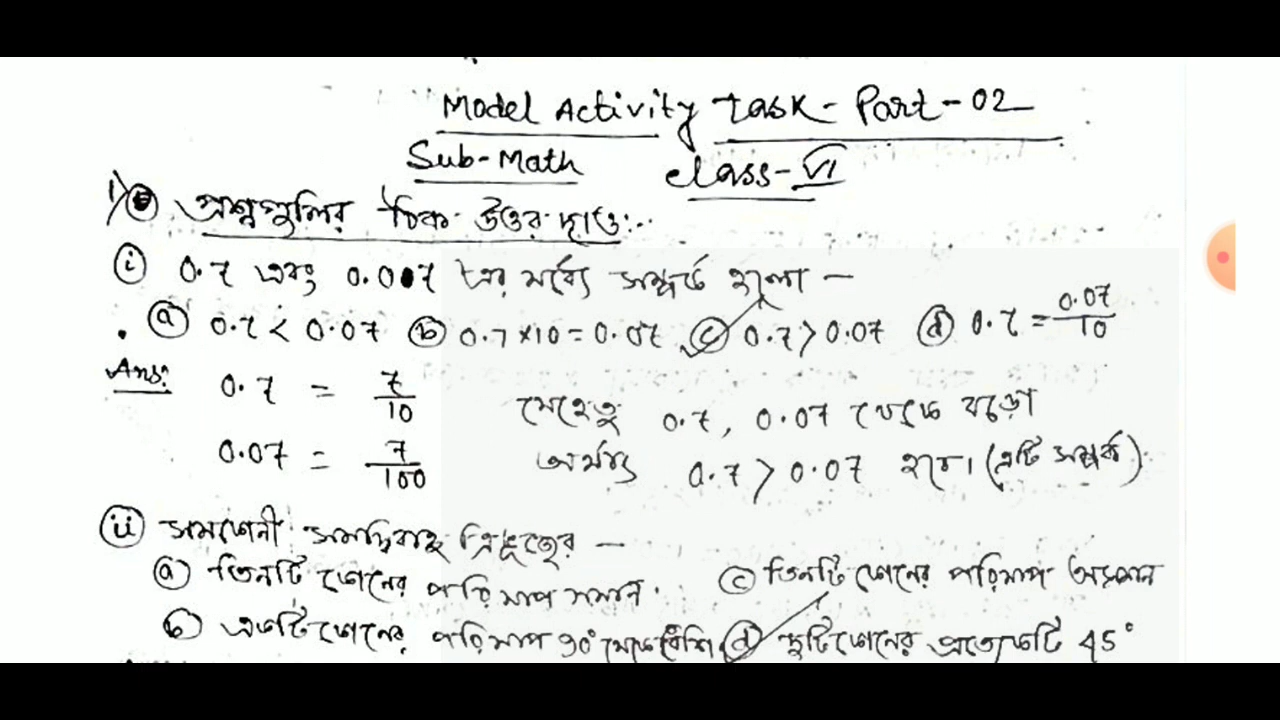 Model Activity Task - Part - 02
Sub - Math Class - VI
1) প্রশ্নগুলির ঠিক উত্তর দাও :-
(i) 0.7 এবং 0.007 এর মধ্যে সম্পর্ক হলো —
(a) 0.7 < 0.07 (b) 0.7 × 10 = 0.07 (c) 0.7 > 0.07 (d) 0.7 = 0.07/10
Ans: 0.7 = 7/10 যেহেতু 0.7, 0.07 থেকে বড়ো
0.07 = 7/100 অর্থাৎ 0.7 > 0.07 হবে। (এটি সম্পর্ক)
(ii) সমকোনী সমদ্বিবাহু ত্রিভূজের —
(a) তিনটি কোনের পরিমাপ সমান. (c) তিনটি কোনের পরিমাপ অসমান
(b) একটি কোনের পরিমাপ 90° থেকে বেশি (d) দুটি কোনের প্রত্যেকটি 45°